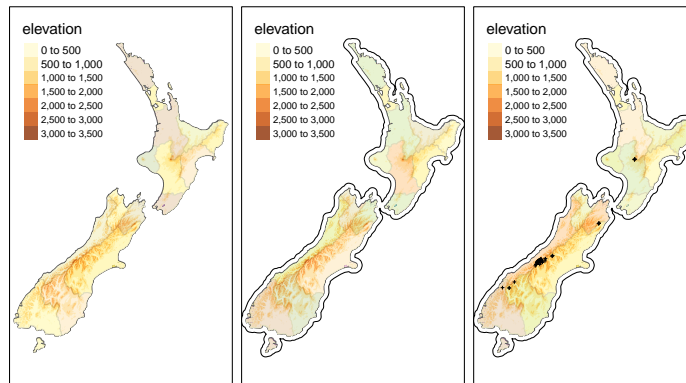 elevation
0 to 500
500 to 1,000
1,000 to 1,500
1,500 to 2,000
2,000 to 2,500
2,500 to 3,000
3,000 to 3,500
elevation
0 to 500
500 to 1,000
1,000 to 1,500
1,500 to 2,000
2,000 to 2,500
2,500 to 3,000
3,000 to 3,500
elevation
0 to 500
500 to 1,000
1,000 to 1,500
1,500 to 2,000
2,000 to 2,500
2,500 to 3,000
3,000 to 3,500